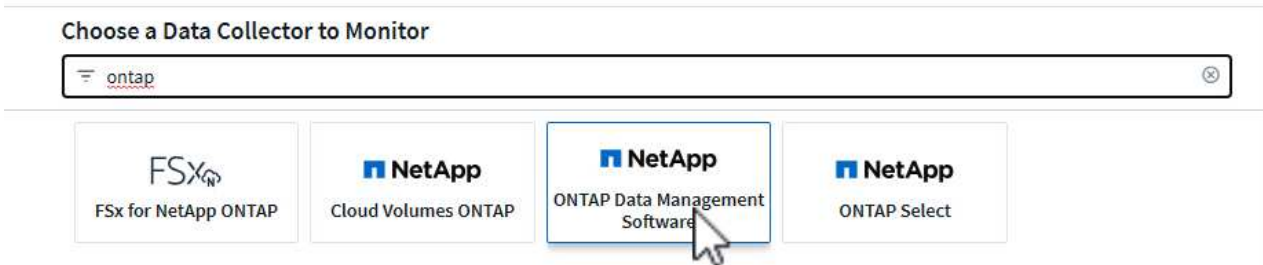 Choose a Data Collector to Monitor
ontap
FSxN
FSx for NetApp ONTAP
NetApp
Cloud Volumes ONTAP
NetApp
ONTAP Data Management
Software
NetApp
ONTAP Select